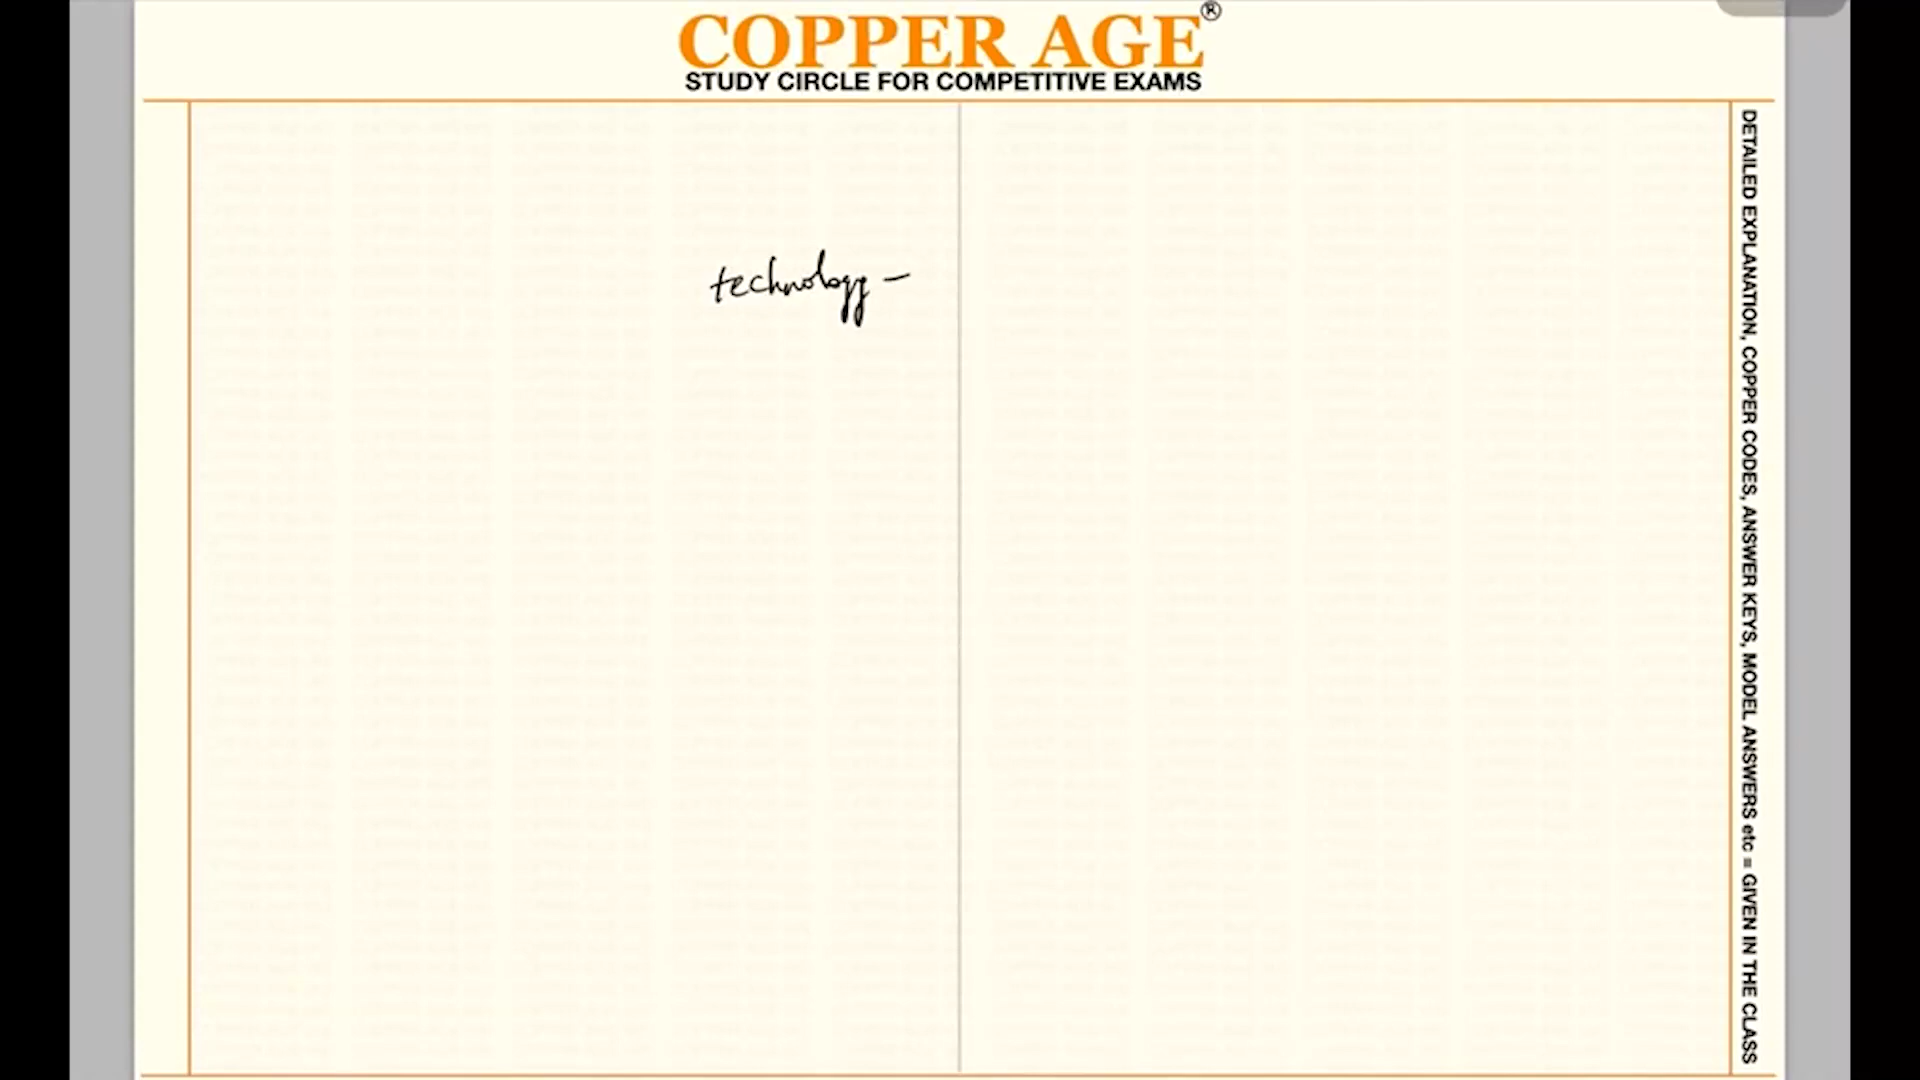 COPPER AGE®
STUDY CIRCLE FOR COMPETITIVE EXAMS
technology –
DETAILED EXPLANATION, COPPER CODES, ANSWER KEYS, MODEL ANSWERS etc = GIVEN IN THE CLASS